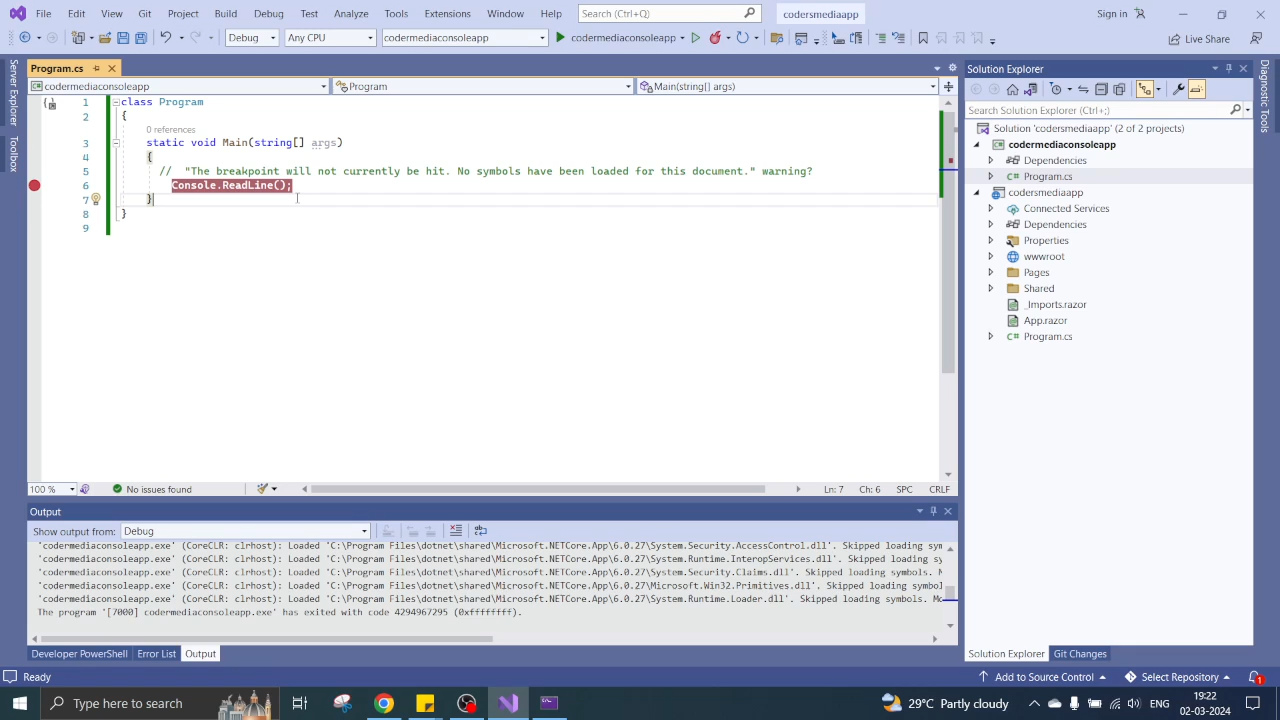 File Edit View Git Project Build Debug Test Analyze Tools Extensions Window Help Search (Ctrl+Q) codersmediaapp Sign in
Debug Any CPU codermediaconsoleapp codermediaconsoleapp Live Share
Server Explorer
Toolbox
Program.cs
codermediaconsoleapp Program Main(string[] args)
1 class Program
2 {
0 references
3 static void Main(string[] args)
4 {
5 // "The breakpoint will not currently be hit. No symbols have been loaded for this document." warning?
6 Console.ReadLine();
7 }
8 }
9
100 % No issues found Ln: 7 Ch: 6 SPC CRLF
Output
Show output from: Debug
'codermediaconsoleapp.exe' (CoreCLR: clrhost): Loaded 'C:\Program Files\dotnet\shared\Microsoft.NETCore.App\6.0.27\System.Security.AccessControl.dll'. Skipped loading sym
'codermediaconsoleapp.exe' (CoreCLR: clrhost): Loaded 'C:\Program Files\dotnet\shared\Microsoft.NETCore.App\6.0.27\System.Runtime.InteropServices.dll'. Skipped loading sy
'codermediaconsoleapp.exe' (CoreCLR: clrhost): Loaded 'C:\Program Files\dotnet\shared\Microsoft.NETCore.App\6.0.27\System.Security.Claims.dll'. Skipped loading symbols. M
'codermediaconsoleapp.exe' (CoreCLR: clrhost): Loaded 'C:\Program Files\dotnet\shared\Microsoft.NETCore.App\6.0.27\Microsoft.Win32.Primitives.dll'. Skipped loading symbol
'codermediaconsoleapp.exe' (CoreCLR: clrhost): Loaded 'C:\Program Files\dotnet\shared\Microsoft.NETCore.App\6.0.27\System.Runtime.Loader.dll'. Skipped loading symbols. Mo
The program '[7000] codermediaconsoleapp.exe' has exited with code 4294967295 (0xffffffff).
Developer PowerShell Error List Output
Solution Explorer
Search Solution Explorer (Ctrl+;)
Solution 'codersmediaapp' (2 of 2 projects)
codermediaconsoleapp
Dependencies
Program.cs
codersmediaapp
Connected Services
Dependencies
Properties
wwwroot
Pages
Shared
_Imports.razor
App.razor
Program.cs
Solution Explorer Git Changes
Diagnostic Tools
Ready Add to Source Control Select Repository 1
Type here to search 29°C Partly cloudy ENG 19:22
02-03-2024